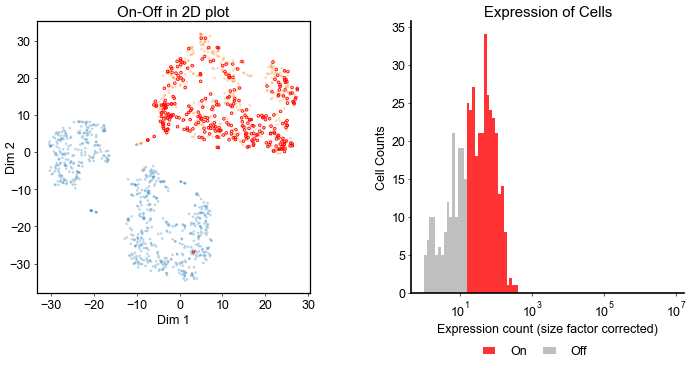 On-Off in 2D plot
Dim 2
30
20
10
0
−10
−20
−30
−30 −20 −10 0 10 20 30
Dim 1
Expression of Cells
Cell Counts
35
30
25
20
15
10
5
0
10^1 10^3 10^5 10^7
Expression count (size factor corrected)
On Off